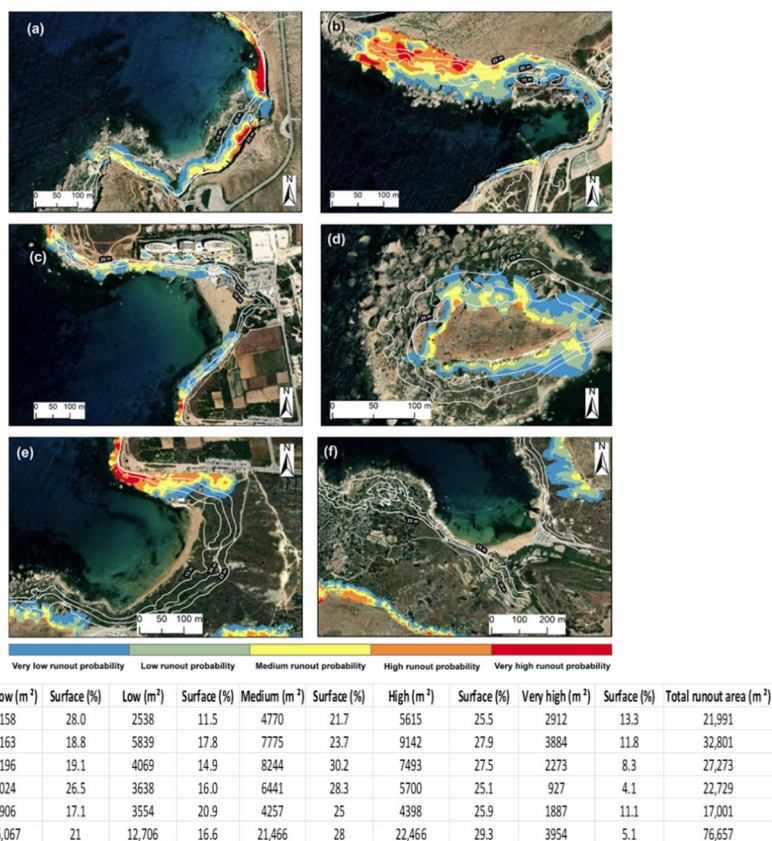 (a)
N
0 50 100 m
(b)
25 m
20 m
15 m
N
0 50 100 m
(c)
25 m
N
0 50 100 m
(d)
15 m
N
0 50 100 m
(e)
N
0 50 100 m
(f)
25 m
N
0 100 200 m
Very low runout probability Low runout probability Medium runout probability High runout probability Very high runout probability
ow (m²) Surface (%) Low (m²) Surface (%) Medium (m²) Surface (%) High (m²) Surface (%) Very high (m²) Surface (%) Total runout area (m²)
158 28.0 2538 11.5 4770 21.7 5615 25.5 2912 13.3 21,991
163 18.8 5839 17.8 7775 23.7 9142 27.9 3884 11.8 32,801
196 19.1 4069 14.9 8244 30.2 7493 27.5 2273 8.3 27,273
024 26.5 3638 16.0 6441 28.3 5700 25.1 927 4.1 22,729
906 17.1 3554 20.9 4257 25 4398 25.9 1887 11.1 17,001
,067 21 12,706 16.6 21,466 28 22,466 29.3 3954 5.1 76,657